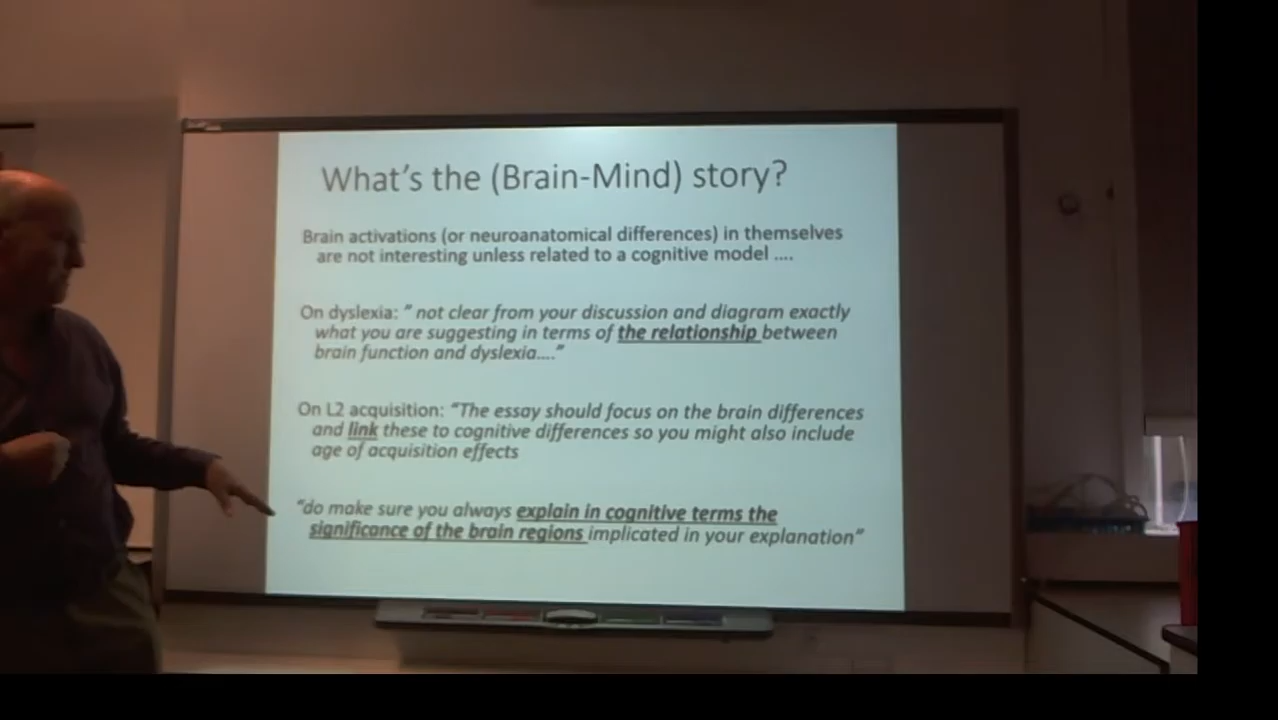 What's the (Brain-Mind) story?
Brain activations (or neuroanatomical differences) in themselves
are not interesting unless related to a cognitive model ....
On dyslexia: " not clear from your discussion and diagram exactly
what you are suggesting in terms of the relationship between
brain function and dyslexia...."
On L2 acquisition: "The essay should focus on the brain differences
and link these to cognitive differences so you might also include
age of acquisition effects
"do make sure you always explain in cognitive terms the
significance of the brain regions implicated in your explanation"